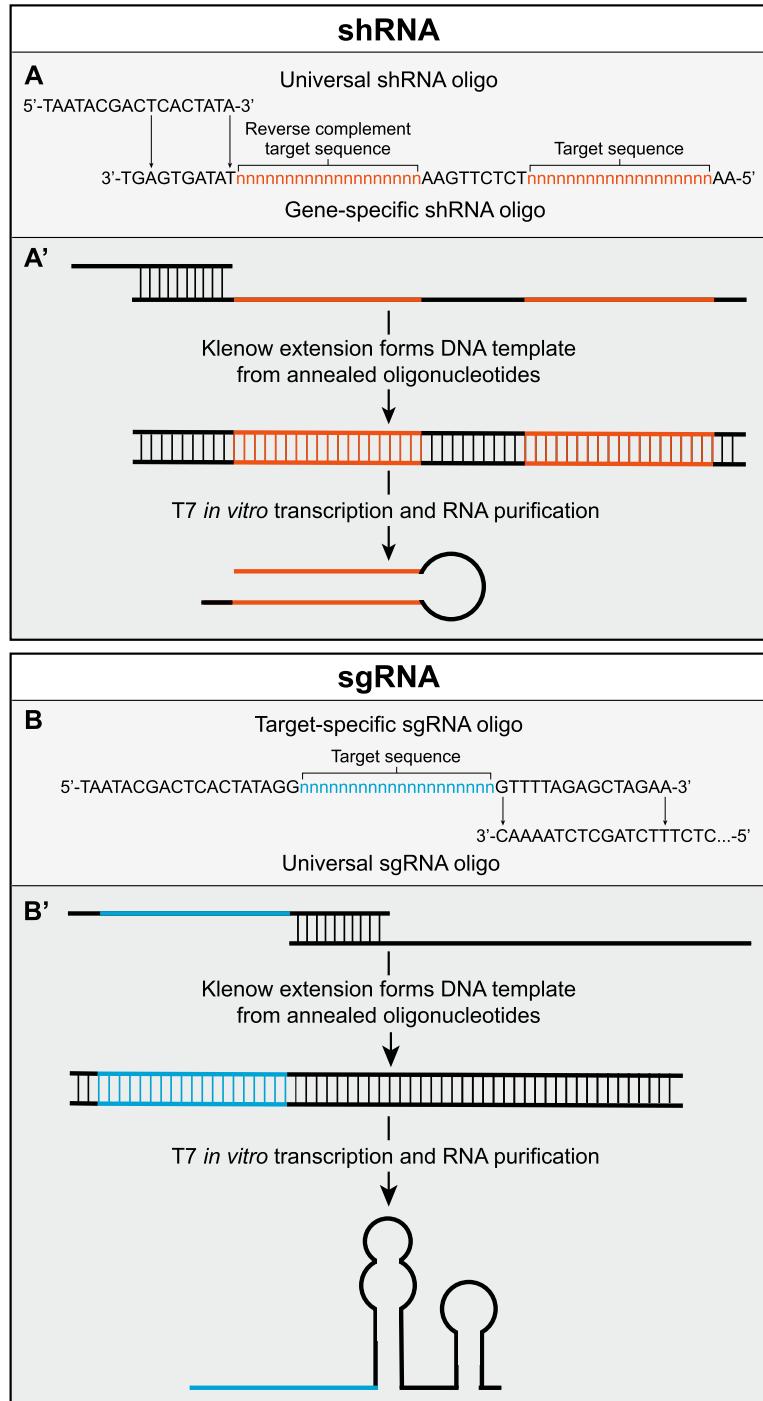 shRNA
A
Universal shRNA oligo
5'-TAATACGACTCACTATA-3'
Reverse complement
target sequence
Target sequence
3'-TGAGTGATATnnnnnnnnnnnnnnnnnnnAAGTTCTCTnnnnnnnnnnnnnnnnnnnAA-5'
Gene-specific shRNA oligo
A'
Klenow extension forms DNA template
from annealed oligonucleotides
T7 in vitro transcription and RNA purification
sgRNA
B
Target-specific sgRNA oligo
Target sequence
5'-TAATACGACTCACTATAGGnnnnnnnnnnnnnnnnnnnnGTTTTAGAGCTAGAA-3'
3'-CAAAATCTCGATCTTTCTC...-5'
Universal sgRNA oligo
B'
Klenow extension forms DNA template
from annealed oligonucleotides
T7 in vitro transcription and RNA purification